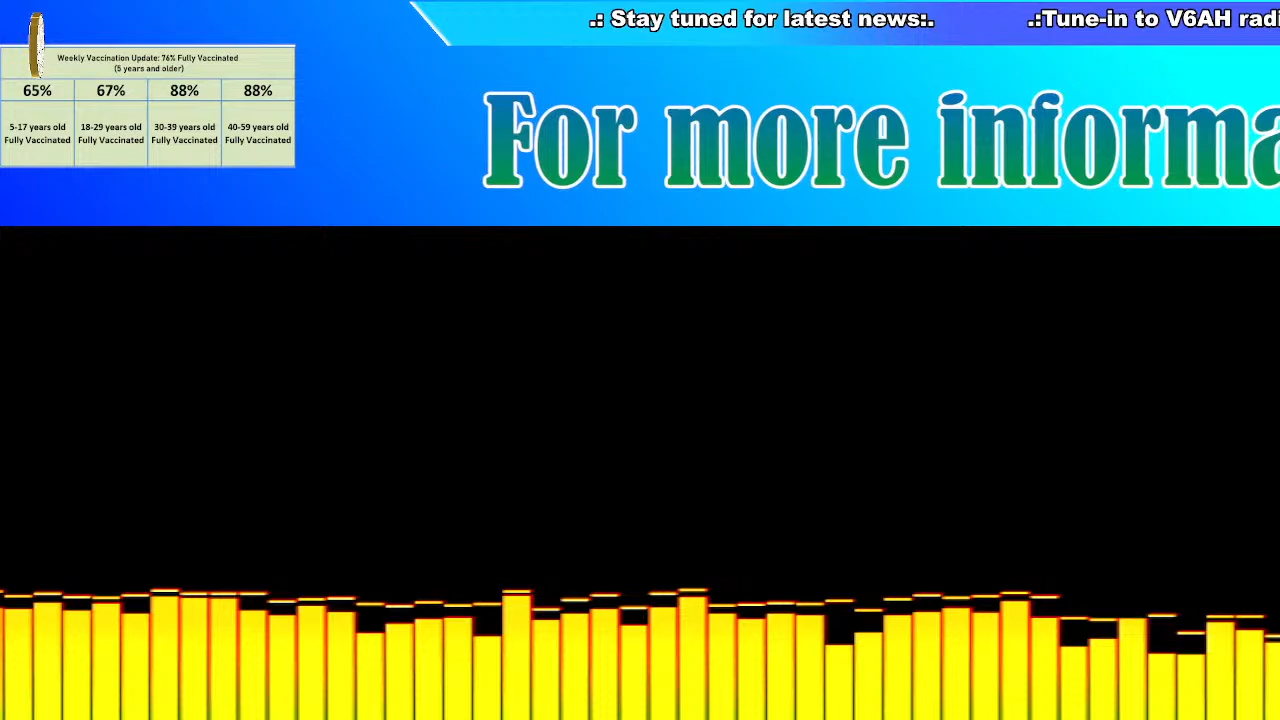 .: Stay tuned for latest news:.
.:Tune-in to V6AH radi
Weekly Vaccination Update: 76% Fully Vaccinated
(5 years and older)
65% 67% 88% 88%
5-17 years old 18-29 years old 30-39 years old 40-59 years old
Fully Vaccinated Fully Vaccinated Fully Vaccinated Fully Vaccinated
For more informa